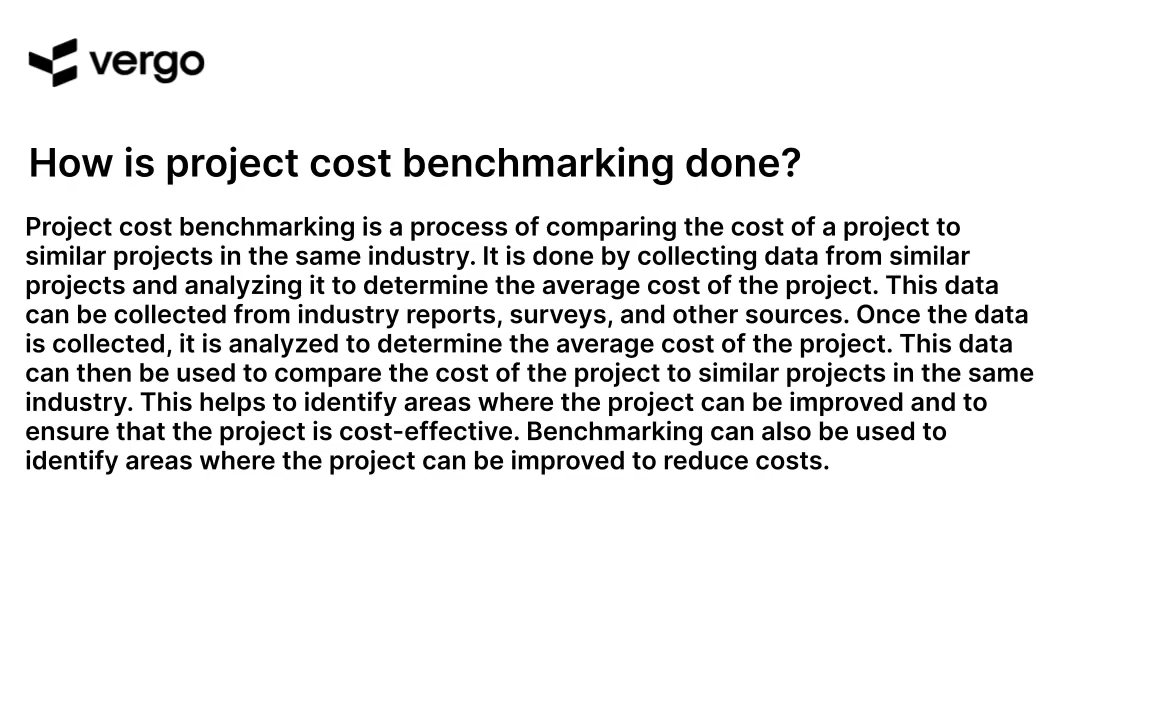 vergo
How is project cost benchmarking done?
Project cost benchmarking is a process of comparing the cost of a project to
similar projects in the same industry. It is done by collecting data from similar
projects and analyzing it to determine the average cost of the project. This data
can be collected from industry reports, surveys, and other sources. Once the data
is collected, it is analyzed to determine the average cost of the project. This data
can then be used to compare the cost of the project to similar projects in the same
industry. This helps to identify areas where the project can be improved and to
ensure that the project is cost-effective. Benchmarking can also be used to
identify areas where the project can be improved to reduce costs.